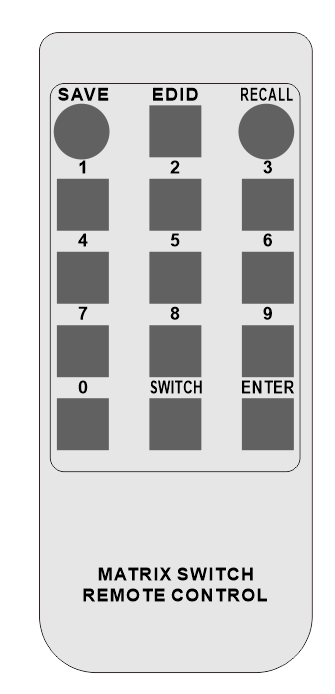 SAVE EDID RECALL
1 2 3
4 5 6
7 8 9
0 SWITCH ENTER
MATRIX SWITCH
REMOTE CONTROL